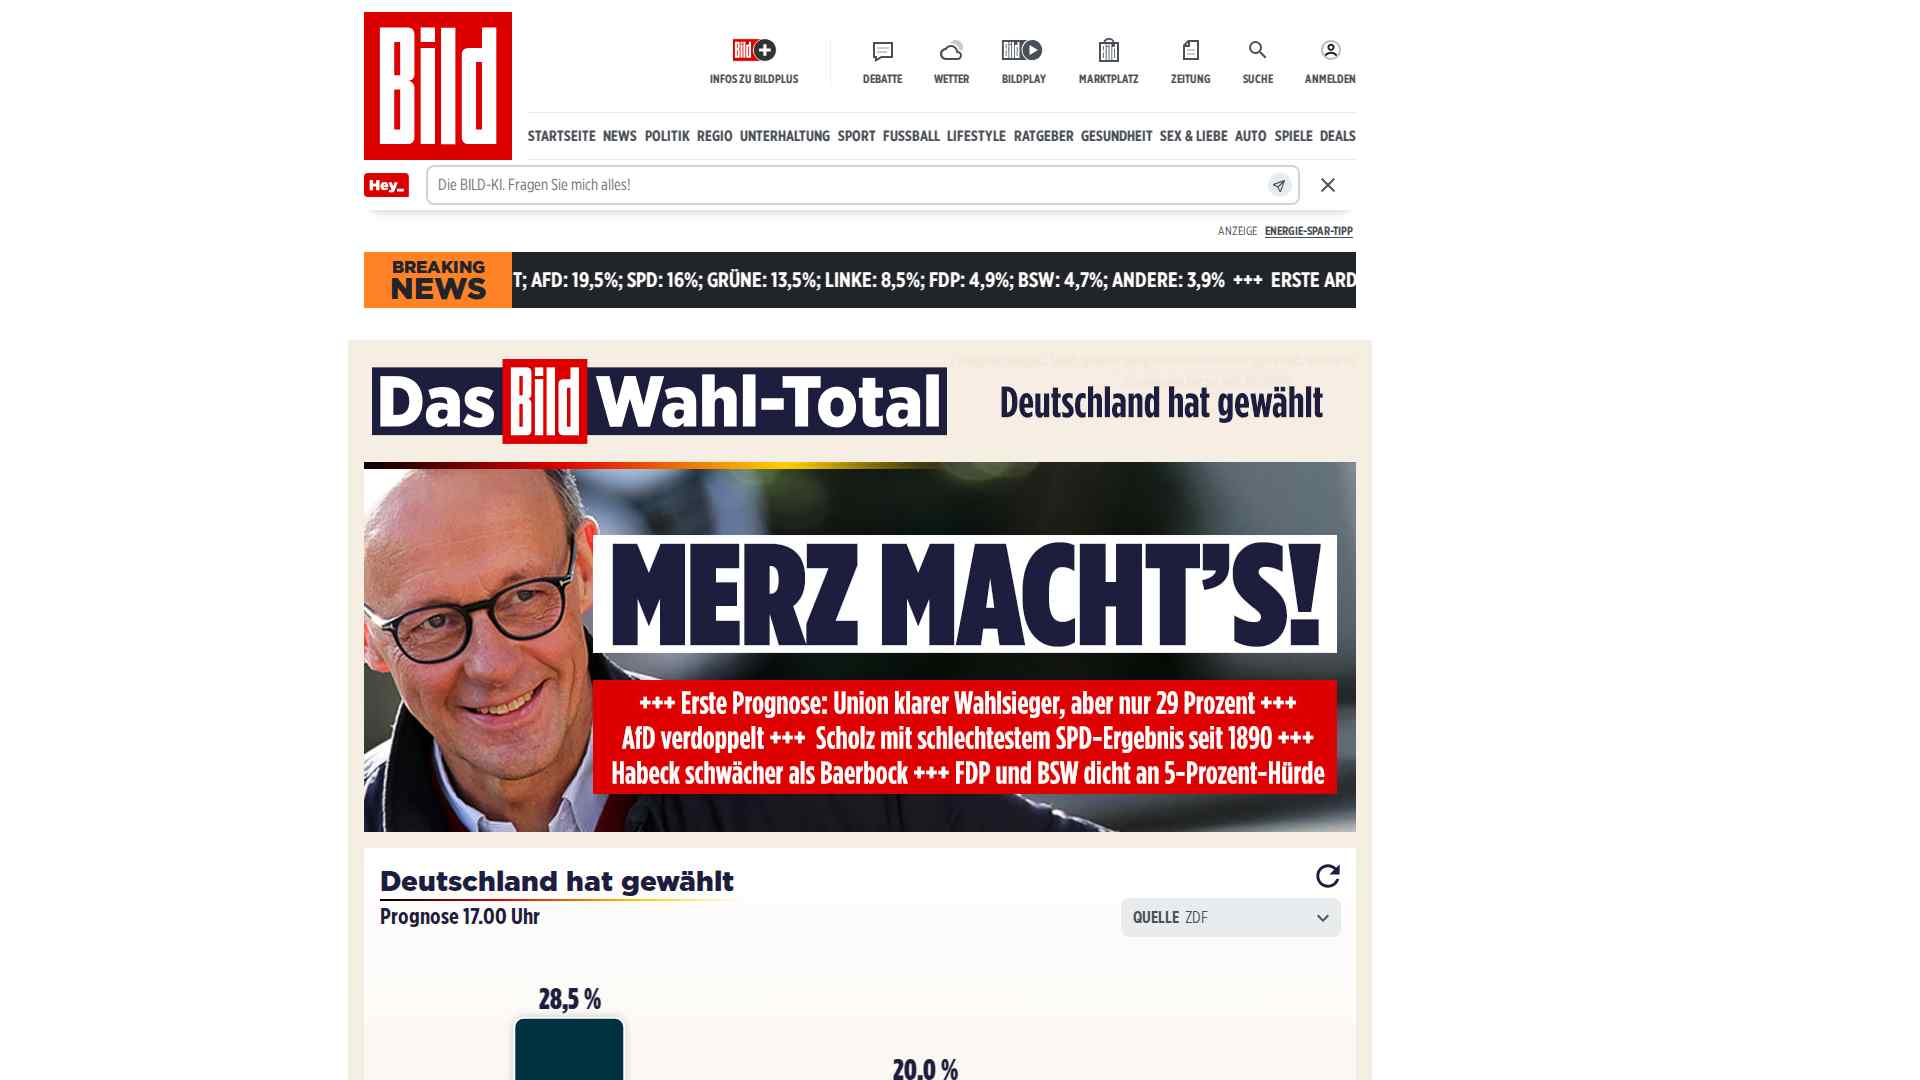 Bild
INFOS ZU BILDPLUS
DEBATTE
WETTER
BILDPLAY
MARKTPLATZ
ZEITUNG
SUCHE
ANMELDEN
STARTSEITE NEWS POLITIK REGIO UNTERHALTUNG SPORT FUSSBALL LIFESTYLE RATGEBER GESUNDHEIT SEX & LIEBE AUTO SPIELE DEALS
Hey_ Die BILD-KI. Fragen Sie mich alles!
ANZEIGE ENERGIE-SPAR-TIPP
BREAKING
NEWS
T; AFD: 19,5%; SPD: 16%; GRÜNE: 13,5%; LINKE: 8,5%; FDP: 4,9%; BSW: 4,7%; ANDERE: 3,9% +++ ERSTE ARD
Das Bild Wahl-Total
Deutschland hat gewählt
MERZ MACHT'S!
+++ Erste Prognose: Union klarer Wahlsieger, aber nur 29 Prozent +++
AfD verdoppelt +++ Scholz mit schlechtestem SPD-Ergebnis seit 1890 +++
Habeck schwächer als Baerbock +++ FDP und BSW dicht an 5-Prozent-Hürde
Deutschland hat gewählt
Prognose 17.00 Uhr
QUELLE ZDF
28,5 %
20,0 %